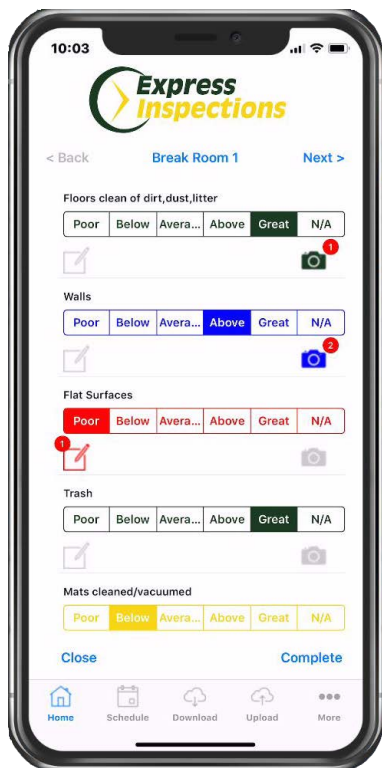 10:03
Express
Inspections
< Back Break Room 1 Next >
Floors clean of dirt,dust,litter
Poor Below Avera... Above Great N/A
1
Walls
Poor Below Avera... Above Great N/A
2
Flat Surfaces
Poor Below Avera... Above Great N/A
1
Trash
Poor Below Avera... Above Great N/A
Mats cleaned/vacuumed
Poor Below Avera... Above Great N/A
Close Complete
Home Schedule Download Upload More